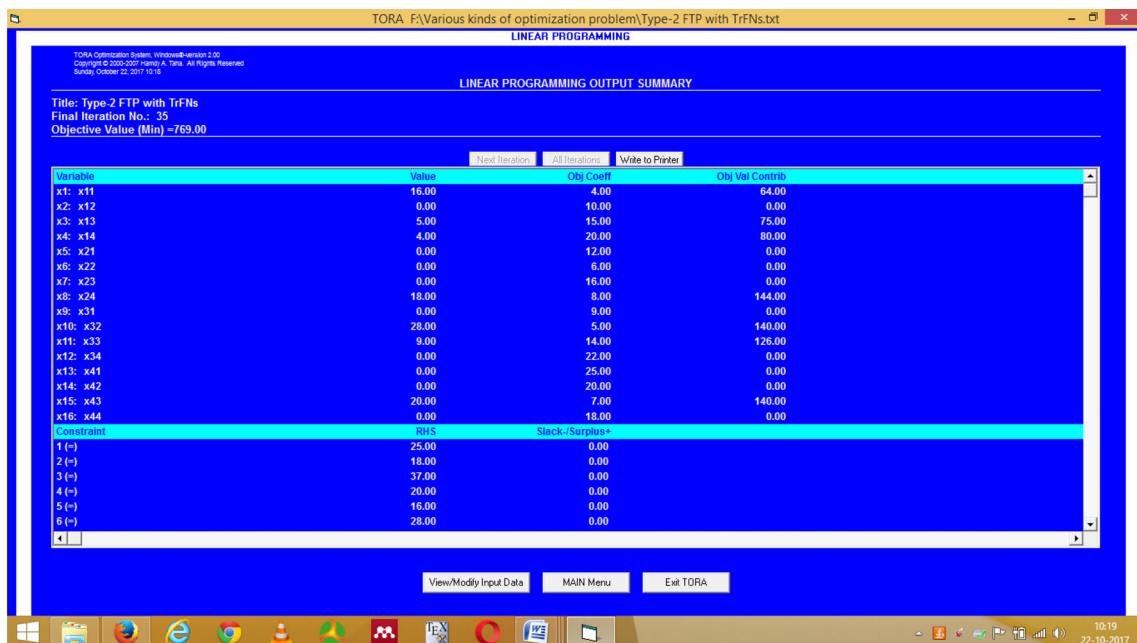 TORA F:\Various kinds of optimization problem\Type-2 FTP with TrFNs.txt
LINEAR PROGRAMMING
TORA Optimization System, Windows®-version 2.00
Copyright © 2000-2007 Hamdy A. Taha. All Rights Reserved
Sunday, October 22, 2017 10:18
LINEAR PROGRAMMING OUTPUT SUMMARY
Title: Type-2 FTP with TrFNs
Final Iteration No.: 35
Objective Value (Min) =769.00
Next Iteration All Iterations Write to Printer
Variable Value Obj Coeff Obj Val Contrib
x1: x11 16.00 4.00 64.00
x2: x12 0.00 10.00 0.00
x3: x13 5.00 15.00 75.00
x4: x14 4.00 20.00 80.00
x5: x21 0.00 12.00 0.00
x6: x22 0.00 6.00 0.00
x7: x23 0.00 16.00 0.00
x8: x24 18.00 8.00 144.00
x9: x31 0.00 9.00 0.00
x10: x32 28.00 5.00 140.00
x11: x33 9.00 14.00 126.00
x12: x34 0.00 22.00 0.00
x13: x41 0.00 25.00 0.00
x14: x42 0.00 20.00 0.00
x15: x43 20.00 7.00 140.00
x16: x44 0.00 18.00 0.00
Constraint RHS Slack-/Surplus+
1 (=) 25.00 0.00
2 (=) 18.00 0.00
3 (=) 37.00 0.00
4 (=) 20.00 0.00
5 (=) 16.00 0.00
6 (=) 28.00 0.00
View/Modify Input Data MAIN Menu Exit TORA
TEX
10:19
22-10-2017